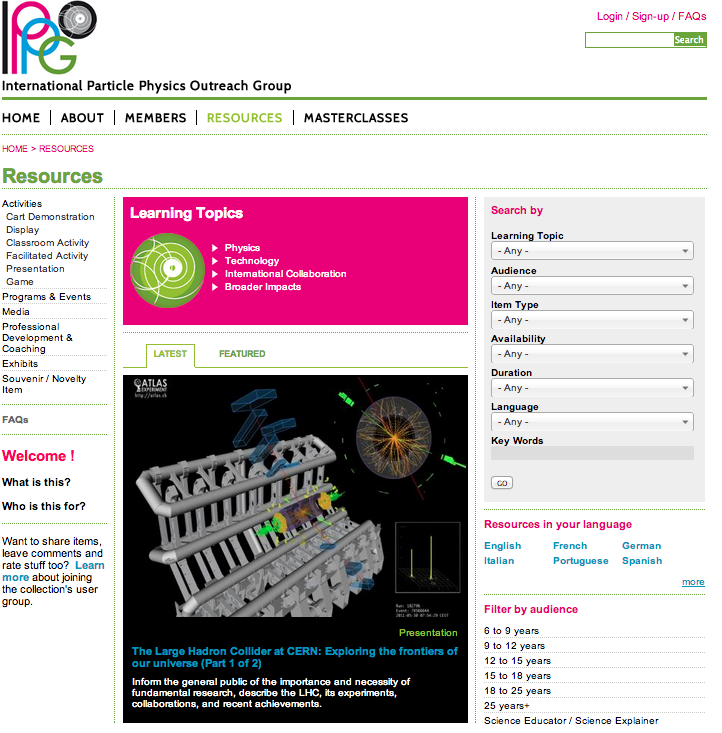 IPPOG
Login / Sign-up / FAQs
Search
International Particle Physics Outreach Group
HOME
ABOUT
MEMBERS
RESOURCES
MASTERCLASSES
HOME > RESOURCES
Resources
Activities
Cart Demonstration
Display
Classroom Activity
Facilitated Activity
Presentation
Game
Programs & Events
Media
Professional
Development &
Coaching
Exhibits
Souvenir / Novelty
Item
FAQs
Welcome !
What is this?
Who is this for?
Want to share items,
leave comments and
rate stuff too? Learn
more about joining
the collection's user
group.
Learning Topics
Physics
Technology
International Collaboration
Broader Impacts
LATEST
FEATURED
ATLAS
EXPERIMENT
http://atlas.ch
Presentation
The Large Hadron Collider at CERN: Exploring the frontiers of
our universe (Part 1 of 2)
Inform the general public of the importance and necessity of
fundamental research, describe the LHC, its experiments,
collaborations, and recent achievements.
Search by
Learning Topic
- Any -
Audience
- Any -
Item Type
- Any -
Availability
- Any -
Duration
- Any -
Language
- Any -
Key Words
GO
Resources in your language
English French German
Italian Portuguese Spanish
more
Filter by audience
6 to 9 years
9 to 12 years
12 to 15 years
15 to 18 years
18 to 25 years
25 years+
Science Educator / Science Explainer